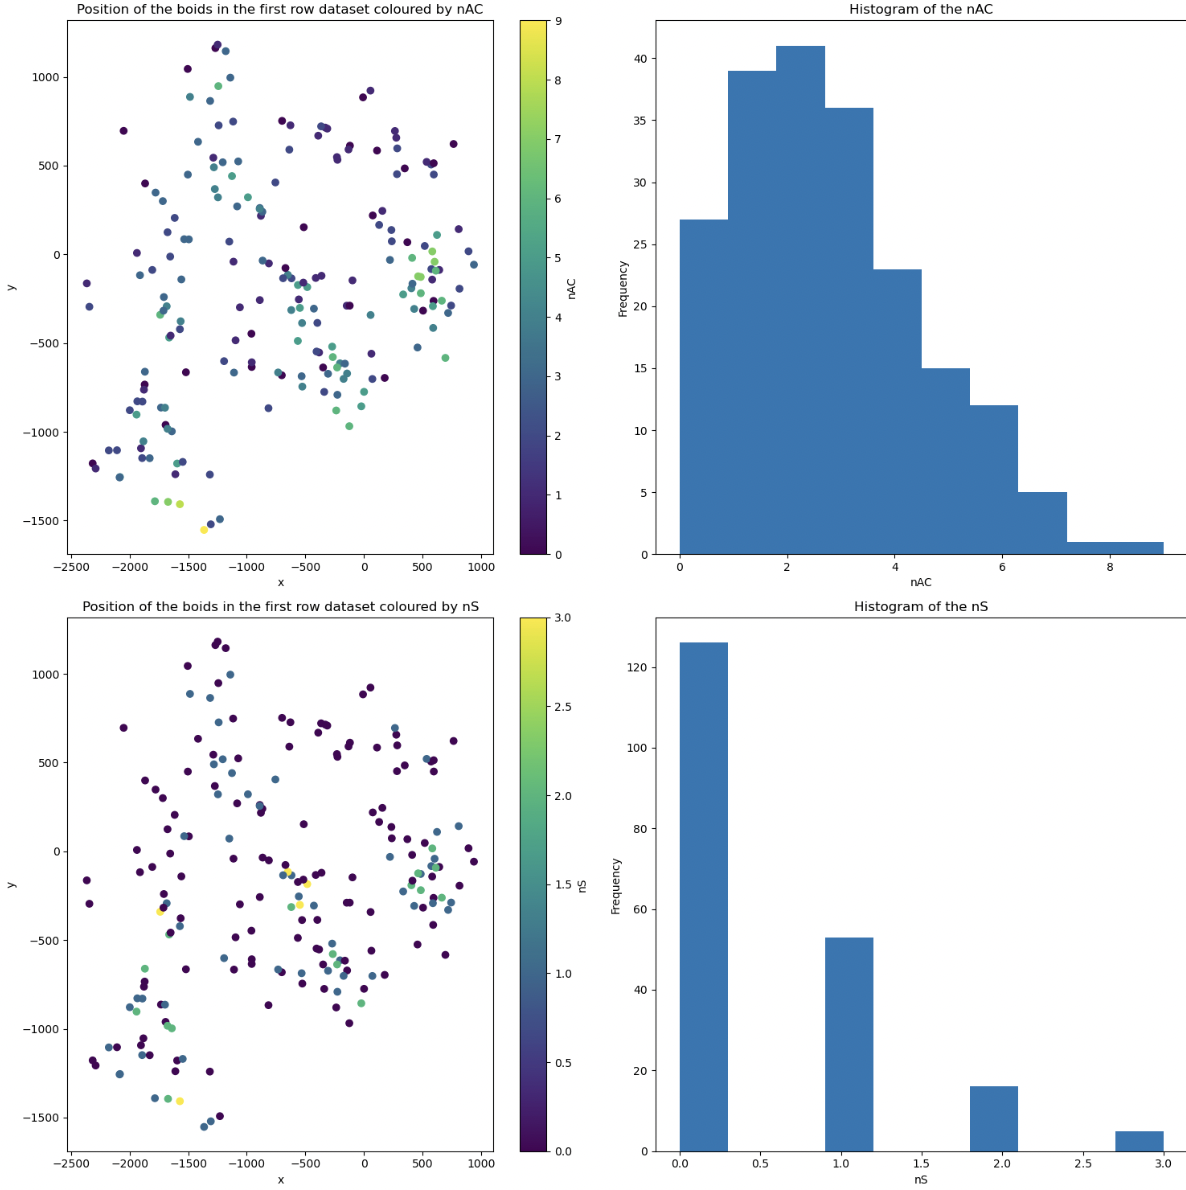 Position of the boids in the first row dataset coloured by nAC
1000
500
0
−500
−1000
−1500
y
−2500 −2000 −1500 −1000 −500 0 500 1000
x
9
8
7
6
5
4
3
2
1
0
nAC
Histogram of the nAC
40
35
30
25
20
15
10
5
0
Frequency
0 2 4 6 8
nAC
Position of the boids in the first row dataset coloured by nS
1000
500
0
−500
−1000
−1500
y
−2500 −2000 −1500 −1000 −500 0 500 1000
x
3.0
2.5
2.0
1.5
1.0
0.5
0.0
nS
Histogram of the nS
120
100
80
60
40
20
0
Frequency
0.0 0.5 1.0 1.5 2.0 2.5 3.0
nS